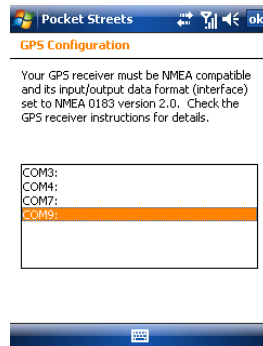 Pocket Streets ok
GPS Configuration
Your GPS receiver must be NMEA compatible
and its input/output data format (interface)
set to NMEA 0183 version 2.0. Check the
GPS receiver instructions for details.
COM3:
COM4:
COM7:
COM9: